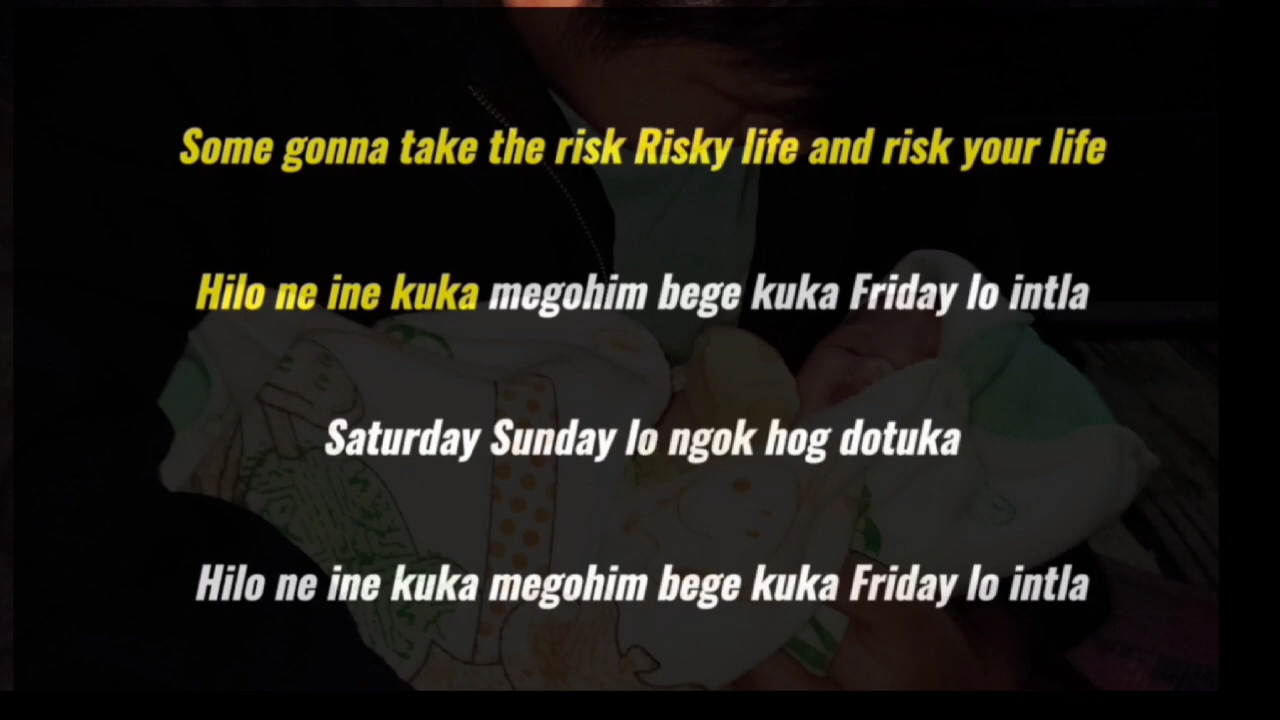 Some gonna take the risk Risky life and risk your life
Hilo ne ine kuka megohim bege kuka Friday lo intla
Saturday Sunday lo ngok hog dotuka
Hilo ne ine kuka megohim bege kuka Friday lo intla